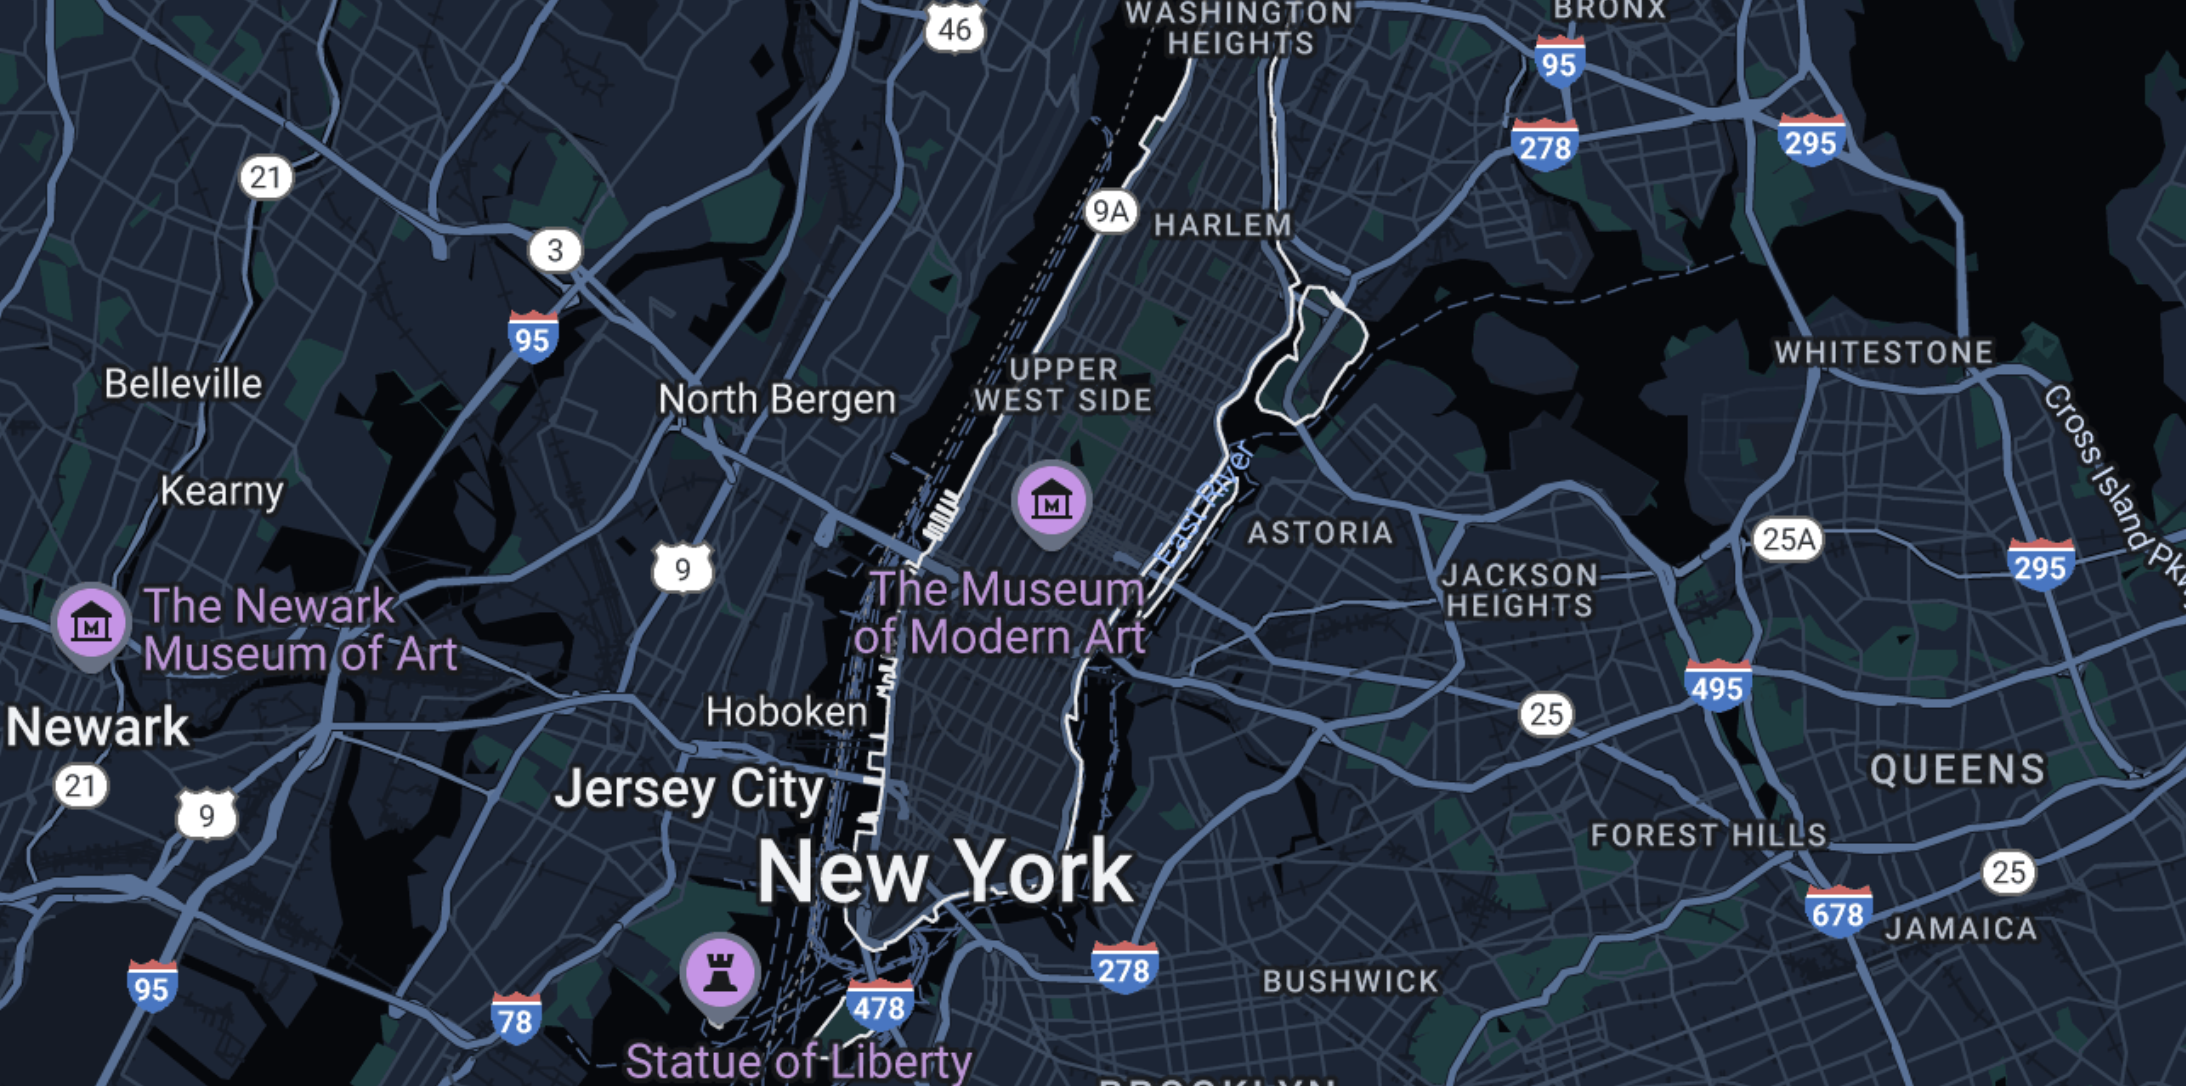 WASHINGTON
HEIGHTS
BRONX
46
95
278
295
21
9A
HARLEM
3
95
UPPER
WEST SIDE
WHITESTONE
Belleville
North Bergen
Cross Island Pkwy
Kearny
East River
ASTORIA
25A
295
9
JACKSON
HEIGHTS
The Museum
of Modern Art
The Newark
Museum of Art
495
25
Newark
Hoboken
QUEENS
21
9
Jersey City
FOREST HILLS
New York
25
678
JAMAICA
95
78
278
478
BUSHWICK
Statue of Liberty
BROOKLYN